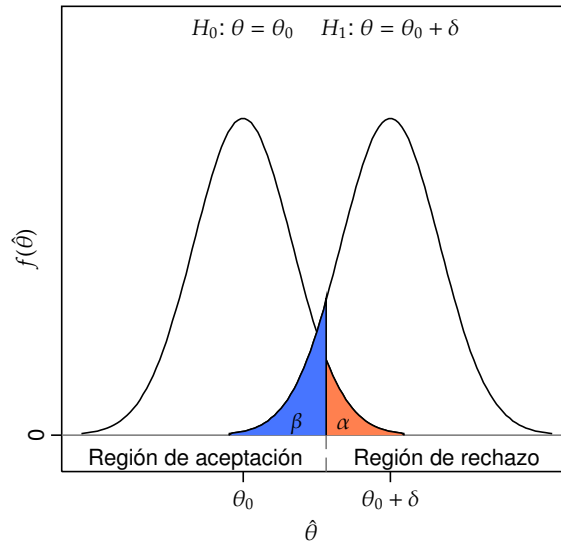 H₀: θ = θ₀ H₁: θ = θ₀ + δ
f(θ̂)
0
β α
Región de aceptación Región de rechazo
θ₀ θ₀ + δ
θ̂